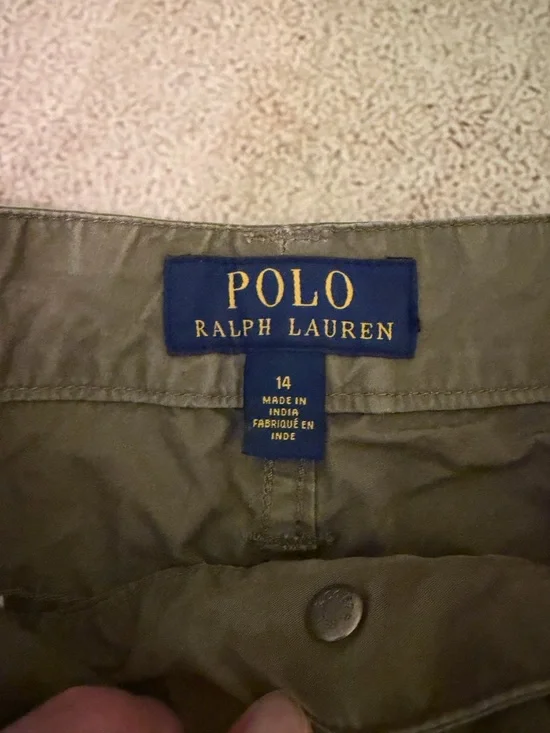 POLO
RALPH LAUREN
14
MADE IN
INDIA
FABRIQUÉ EN
INDE